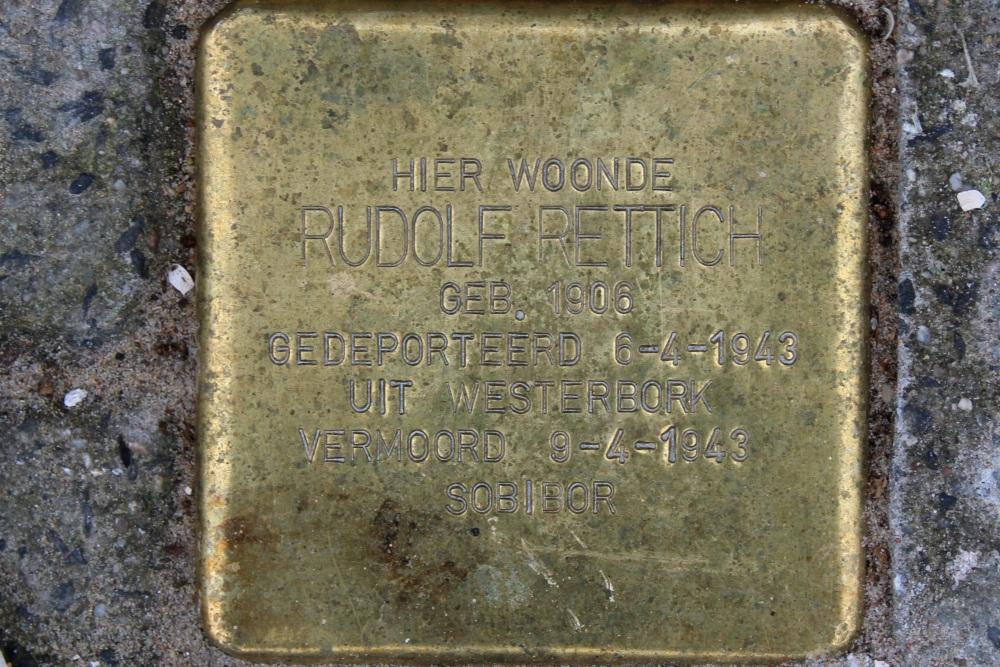 HIER WOONDE
RUDOLF RETTICH
GEB. 1906
GEDEPORTEERD 6-4-1943
UIT WESTERBORK
VERMOORD 9-4-1943
SOBIBOR